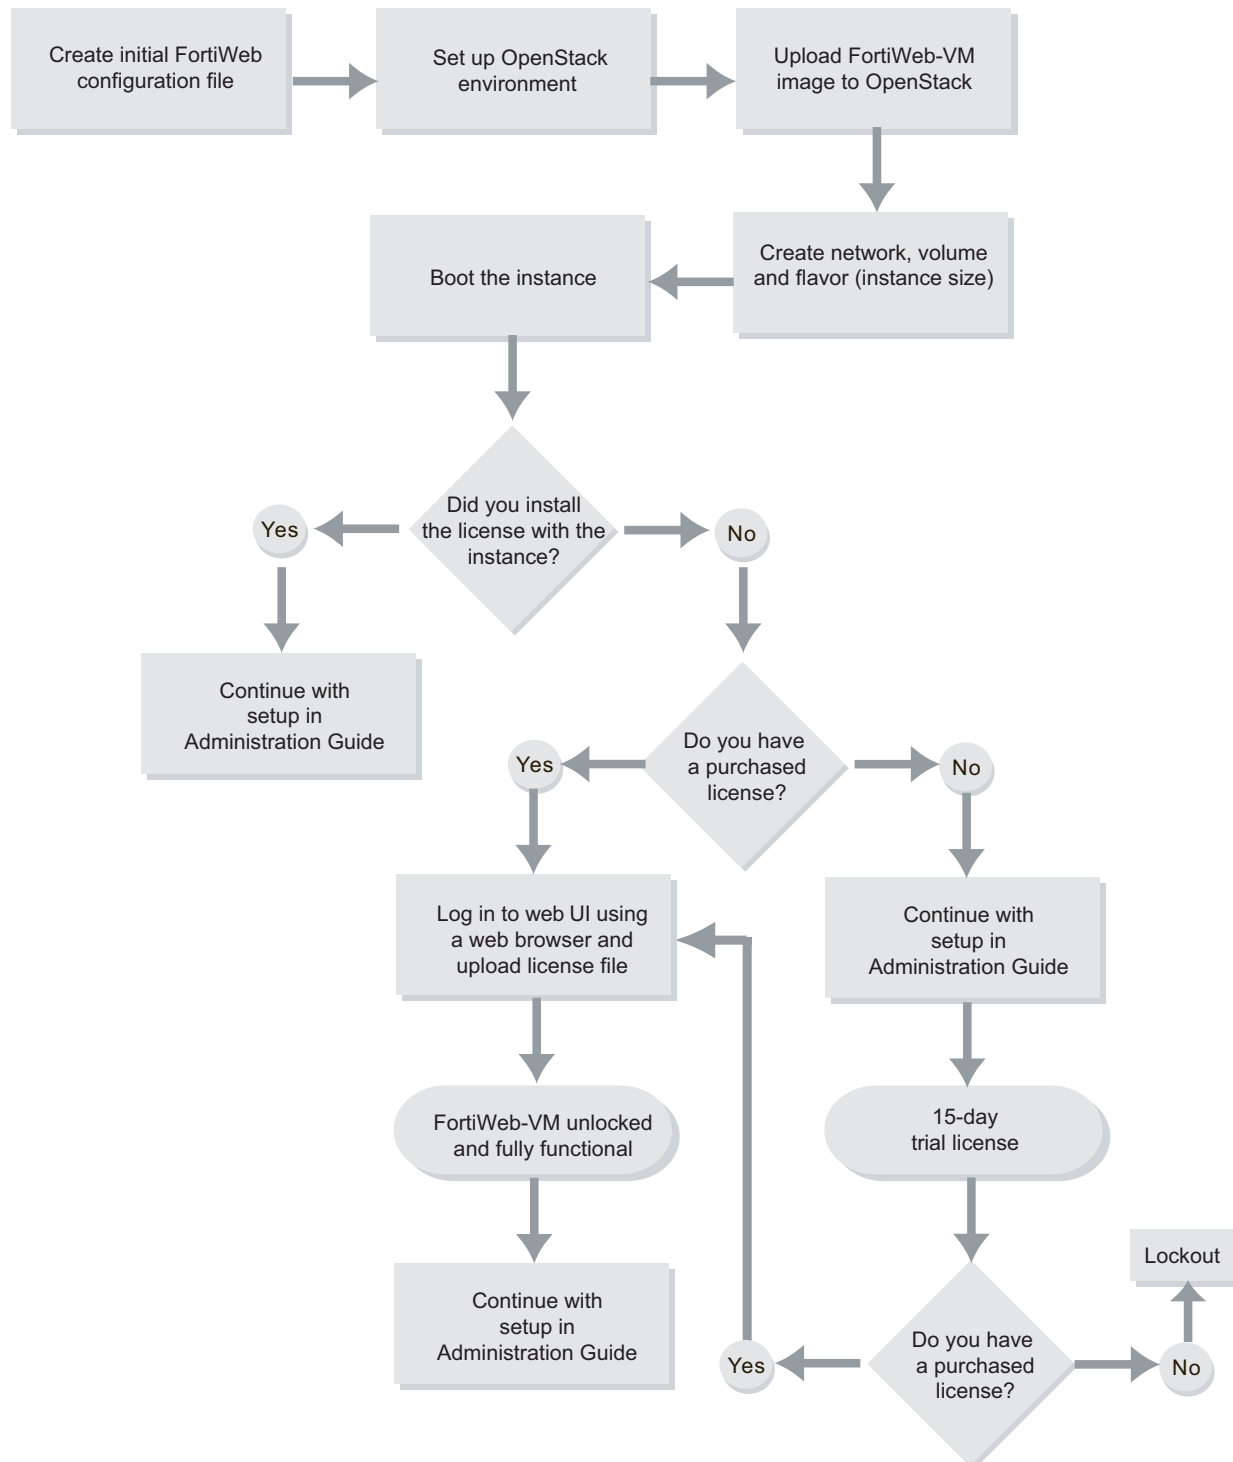 Create initial FortiWeb
configuration file
Set up OpenStack
environment
Upload FortiWeb-VM
image to OpenStack
Create network, volume
and flavor (instance size)
Boot the instance
Did you install
the license with the
instance?
Yes
No
Continue with
setup in
Administration Guide
Do you have
a purchased
license?
Yes
No
Log in to web UI using
a web browser and
upload license file
Continue with
setup in
Administration Guide
FortiWeb-VM unlocked
and fully functional
15-day
trial license
Continue with
setup in
Administration Guide
Do you have
a purchased
license?
Yes
No
Lockout